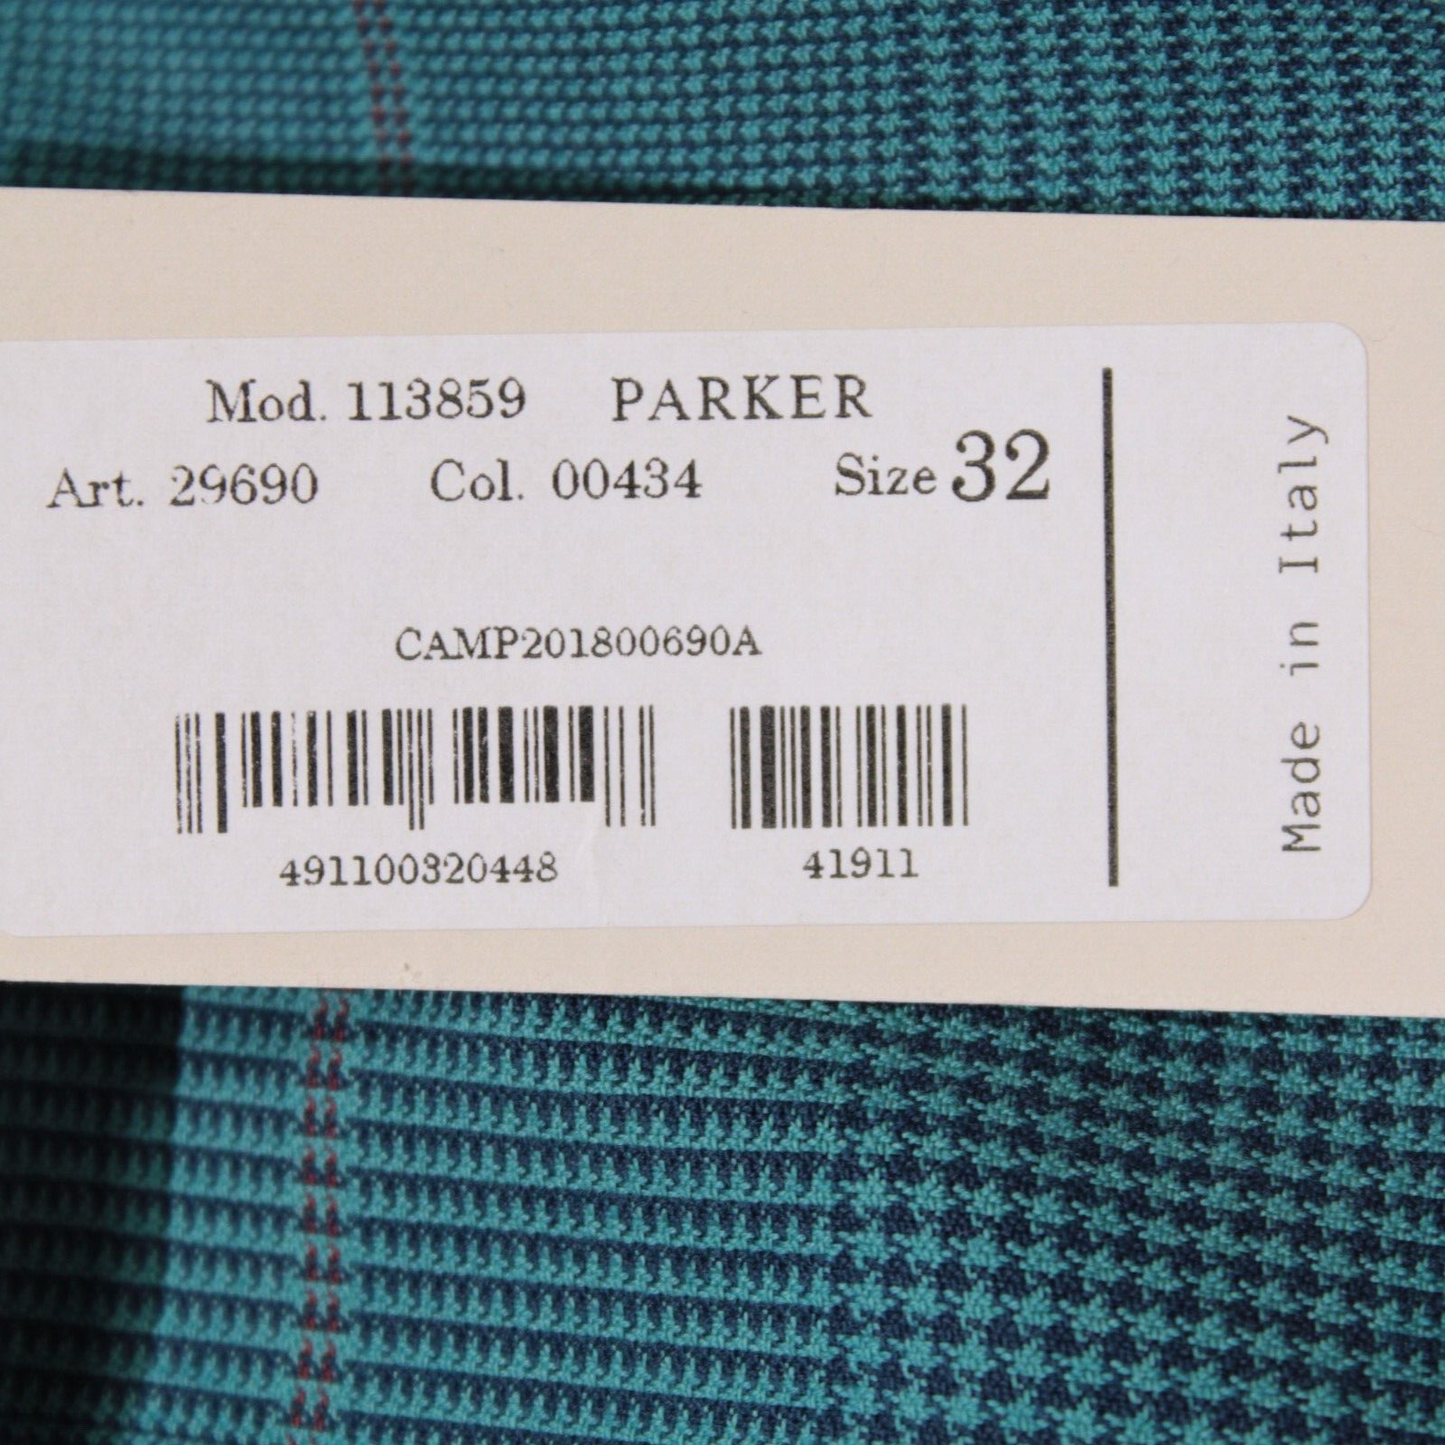 Mod. 113859 PARKER
Art. 29690 Col. 00434 Size 32
CAMP201800690A
491100320448 41911
Made in Italy